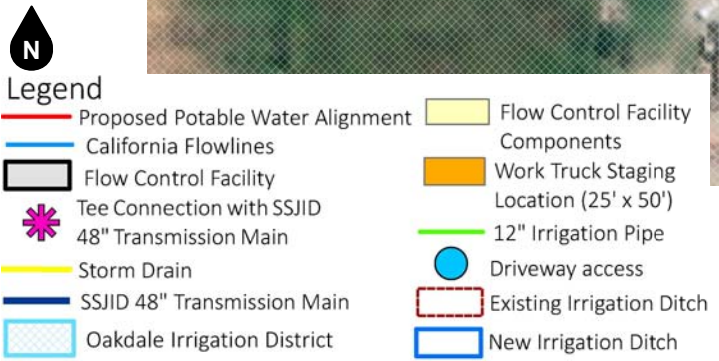 N
Legend
Proposed Potable Water Alignment
California Flowlines
Flow Control Facility
Tee Connection with SSJID
48" Transmission Main
Storm Drain
SSJID 48" Transmission Main
Oakdale Irrigation District
Flow Control Facility
Components
Work Truck Staging
Location (25' x 50')
12" Irrigation Pipe
Driveway access
Existing Irrigation Ditch
New Irrigation Ditch